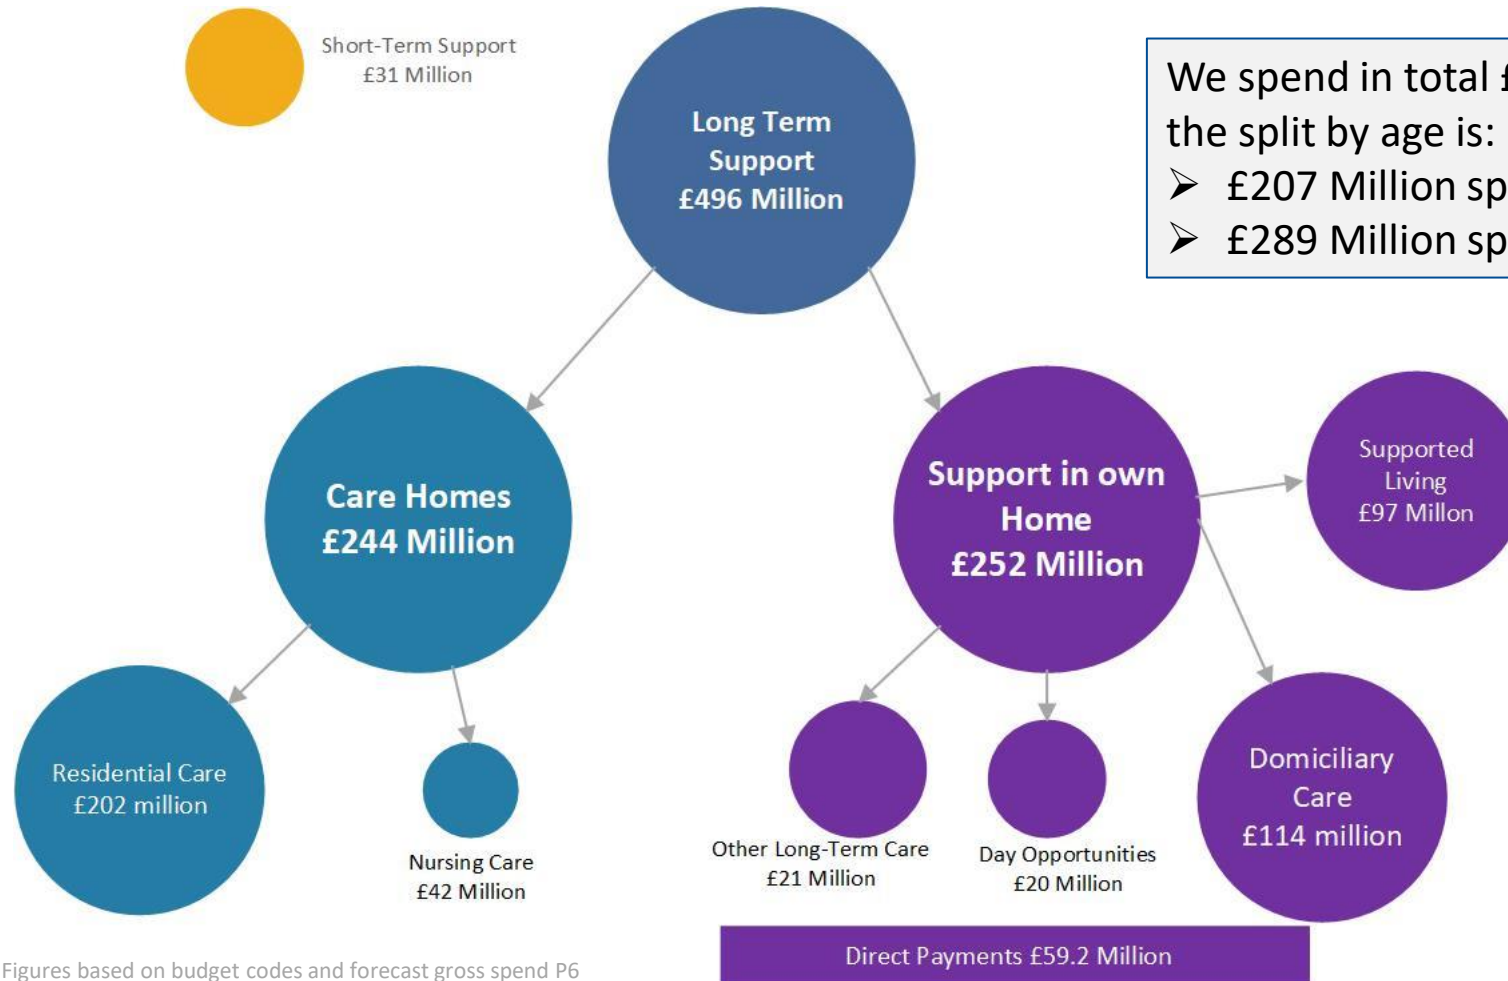 Short-Term Support
£31 Million
Long Term
Support
£496 Million
We spend in total £
the split by age is:
➢ £207 Million sp
➢ £289 Million sp
Care Homes
£244 Million
Support in own
Home
£252 Million
Supported
Living
£97 Millon
Residential Care
£202 million
Nursing Care
£42 Million
Other Long-Term Care
£21 Million
Day Opportunities
£20 Million
Domiciliary
Care
£114 million
Direct Payments £59.2 Million
Figures based on budget codes and forecast gross spend P6